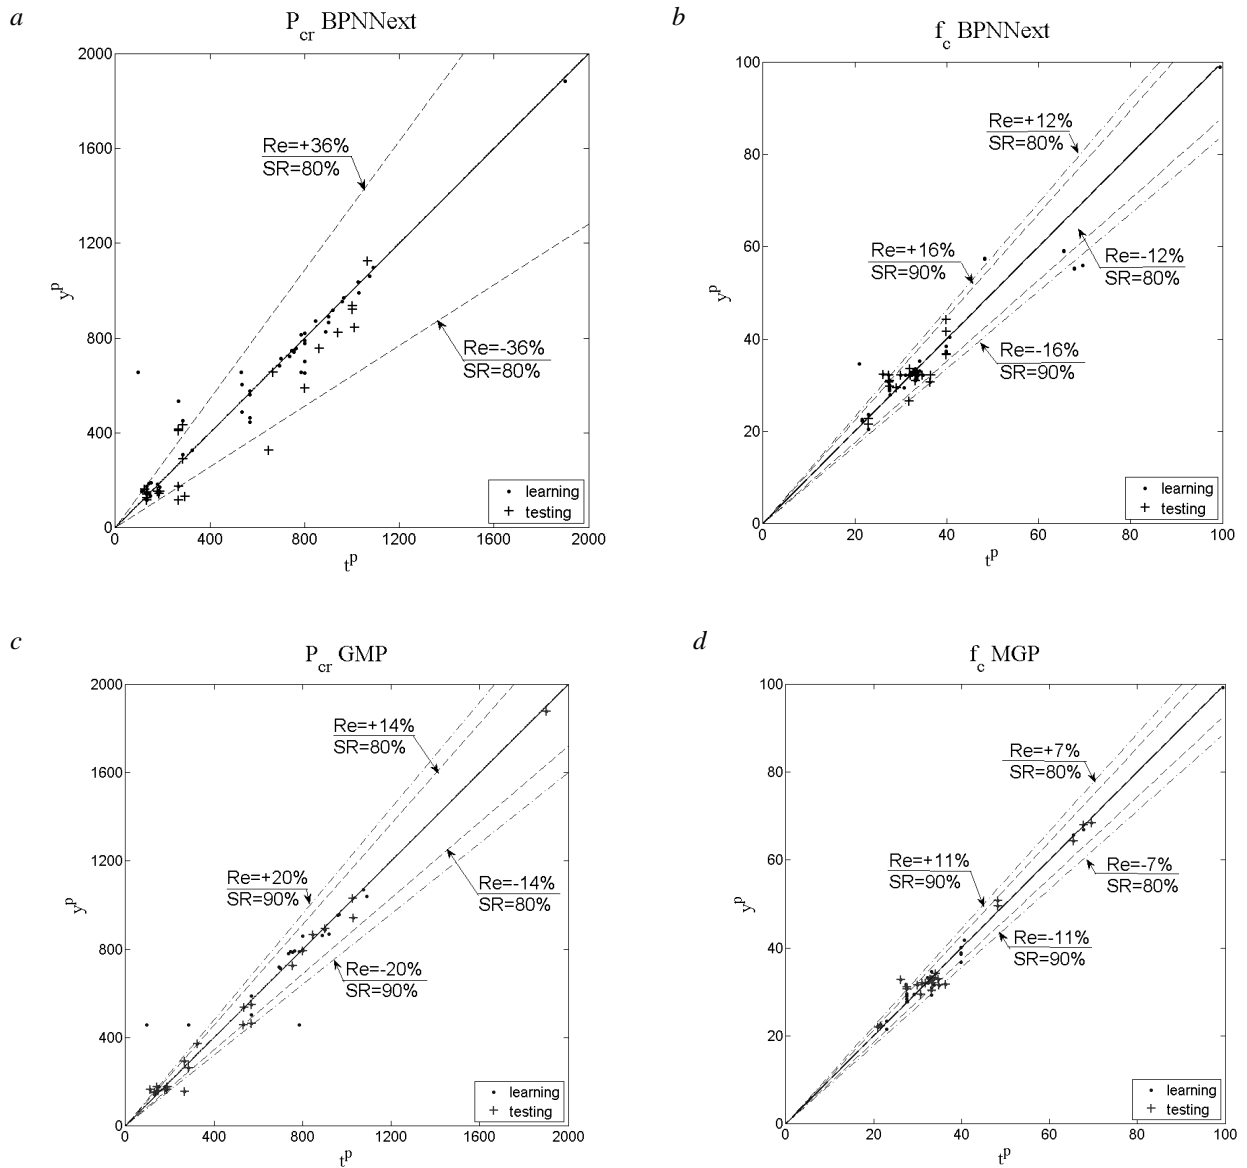 a
P_cr BPNNext
2000
1600
1200
800
400
0
y^p
Re=+36%
SR=80%
Re=-36%
SR=80%
learning
testing
0 400 800 1200 1600 2000
t^p
b
f_c BPNNext
100
80
60
40
20
0
y^p
Re=+12%
SR=80%
Re=+16%
SR=90%
Re=-12%
SR=80%
Re=-16%
SR=90%
learning
testing
0 20 40 60 80 100
t^p
c
P_cr GMP
2000
1600
1200
800
400
0
y^p
Re=+14%
SR=80%
Re=+20%
SR=90%
Re=-14%
SR=80%
Re=-20%
SR=90%
learning
testing
0 400 800 1200 1600 2000
t^p
d
f_c MGP
100
80
60
40
20
0
y^p
Re=+7%
SR=80%
Re=+11%
SR=90%
Re=-7%
SR=80%
Re=-11%
SR=90%
learning
testing
0 20 40 60 80 100
t^p